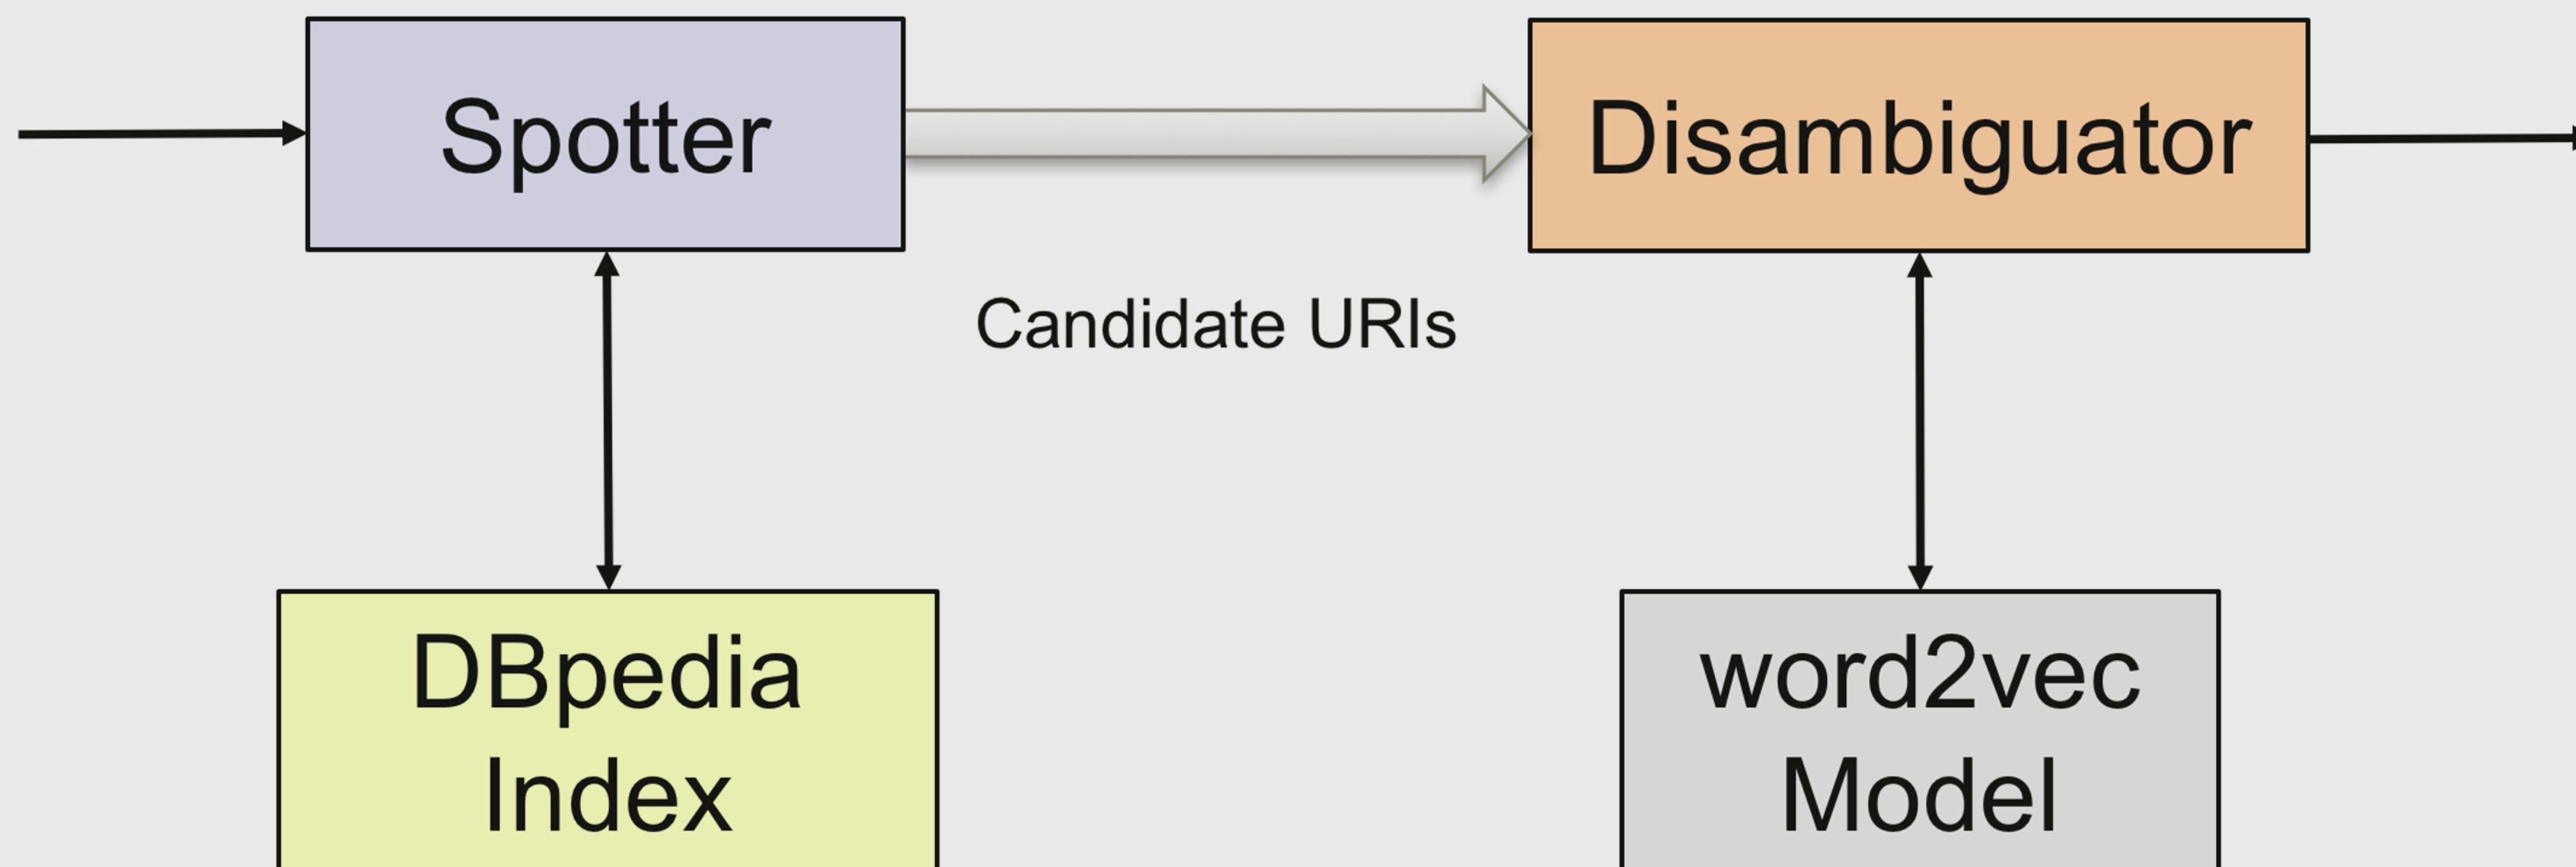 Spotter
Disambiguator
Candidate URIs
DBpedia
Index
word2vec
Model